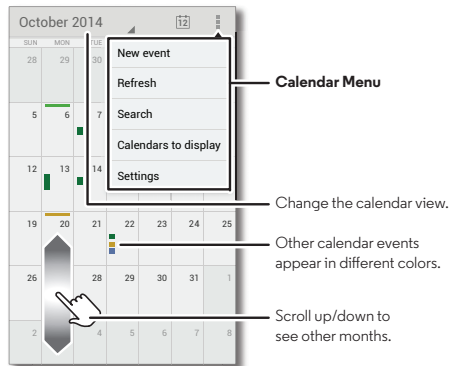 October 2014 12
SUN MON TUE
28 29 30
5 6 7
12 13 14
19 20 21 22 23 24 25
26 28 29 30 31 1
2 4 5 6 7 8
New event
Refresh
Search
Calendars to display
Settings
Calendar Menu
Change the calendar view.
Other calendar events
appear in different colors.
Scroll up/down to
see other months.